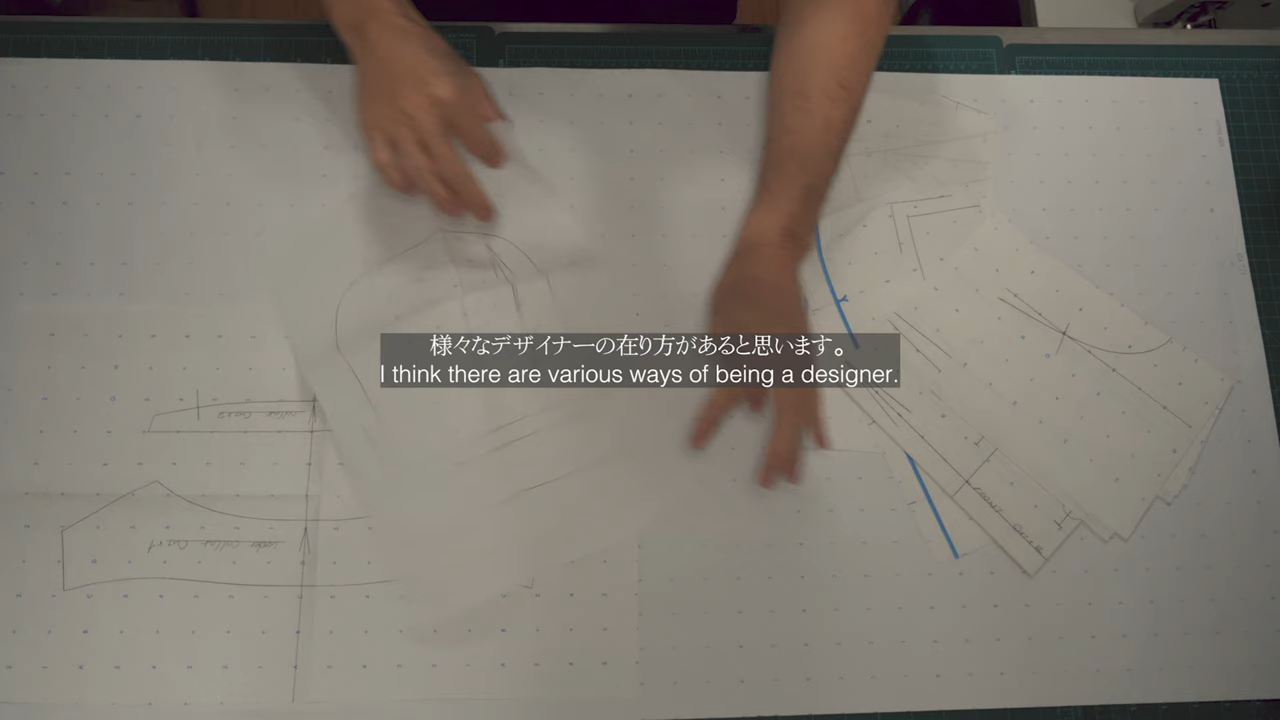 様々なデザイナーの在り方があると思います。
I think there are various ways of being a designer.